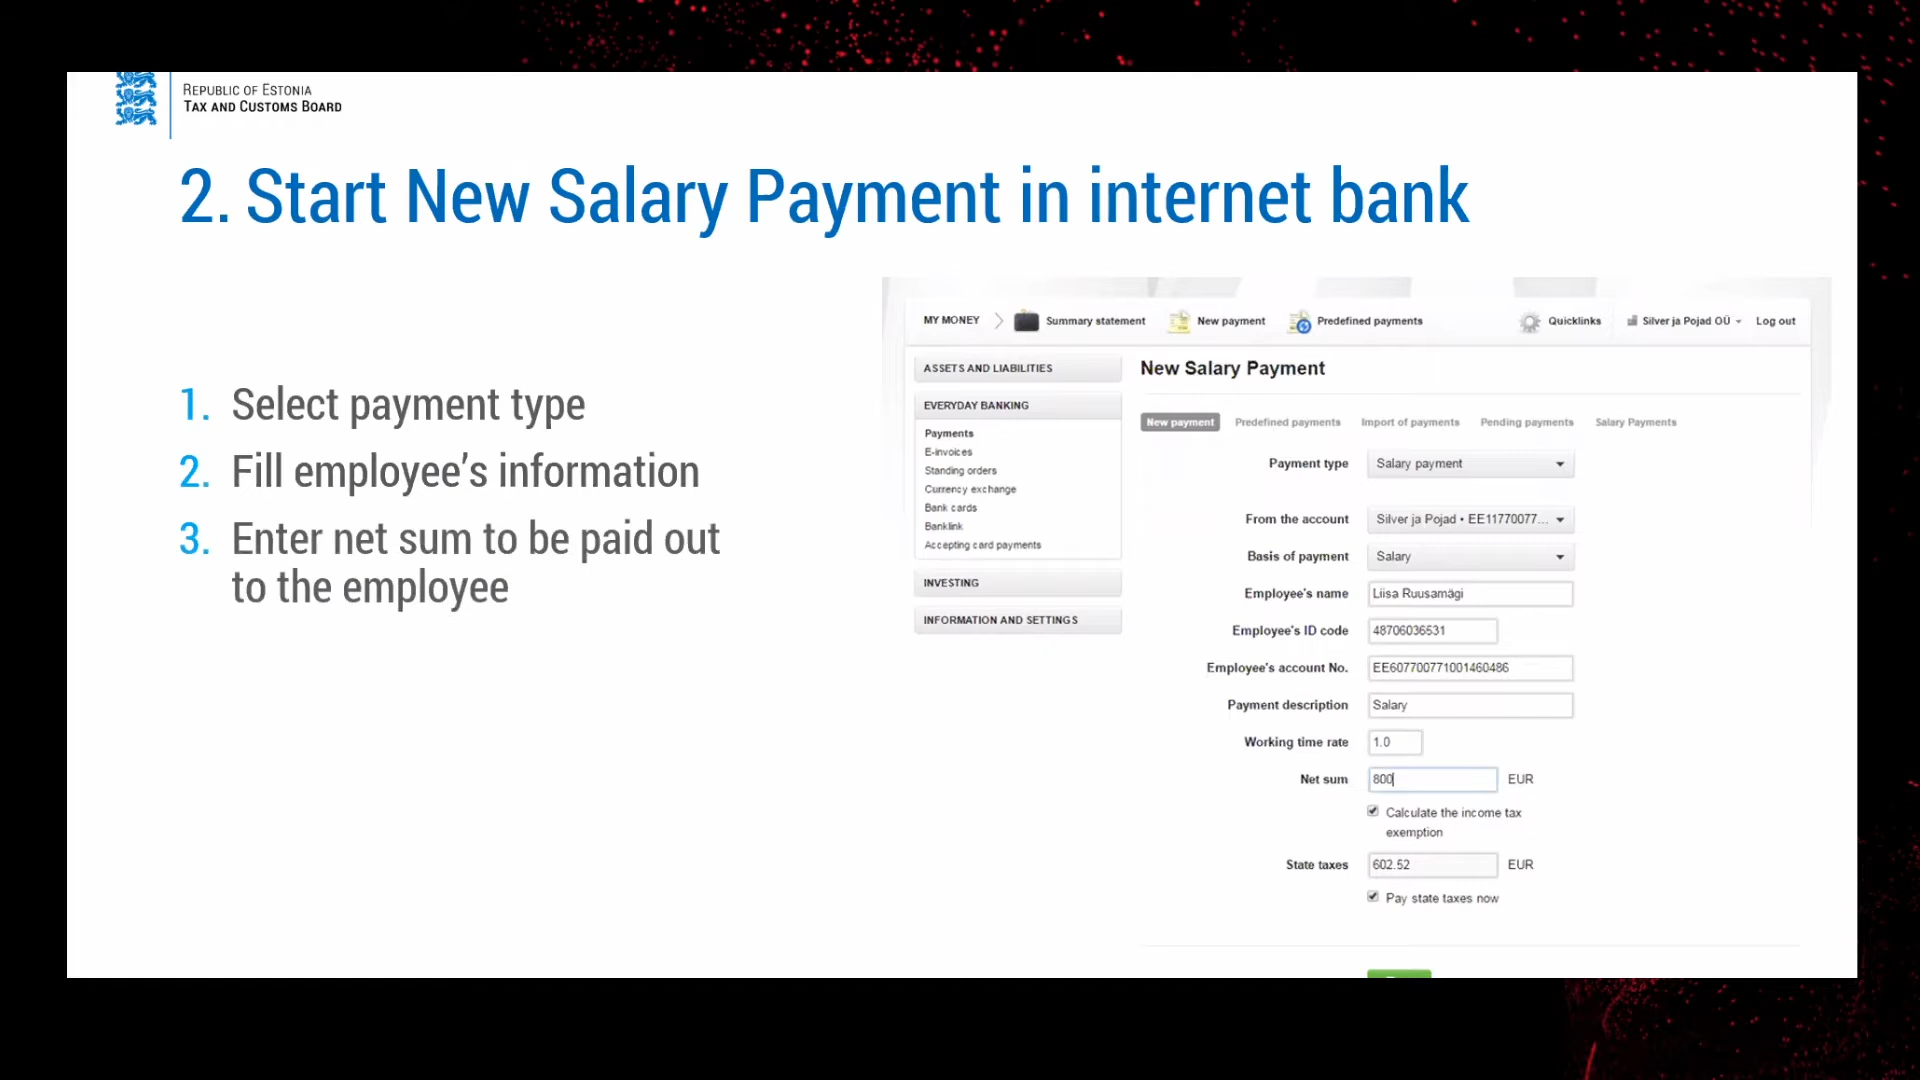 REPUBLIC OF ESTONIA
TAX AND CUSTOMS BOARD
2. Start New Salary Payment in internet bank
1. Select payment type
2. Fill employee’s information
3. Enter net sum to be paid out
to the employee
MY MONEY Summary statement New payment Predefined payments Quicklinks Silver ja Pojad OÜ Log out
ASSETS AND LIABILITIES
EVERYDAY BANKING
Payments
E-invoices
Standing orders
Currency exchange
Bank cards
Banklink
Accepting card payments
INVESTING
INFORMATION AND SETTINGS
New Salary Payment
New payment Predefined payments Import of payments Pending payments Salary Payments
Payment type Salary payment
From the account Silver ja Pojad • EE11770077...
Basis of payment Salary
Employee's name Liisa Ruusamägi
Employee's ID code 48706036531
Employee's account No. EE607700771001460486
Payment description Salary
Working time rate 1.0
Net sum 800 EUR
Calculate the income tax
exemption
State taxes 602.52 EUR
Pay state taxes now